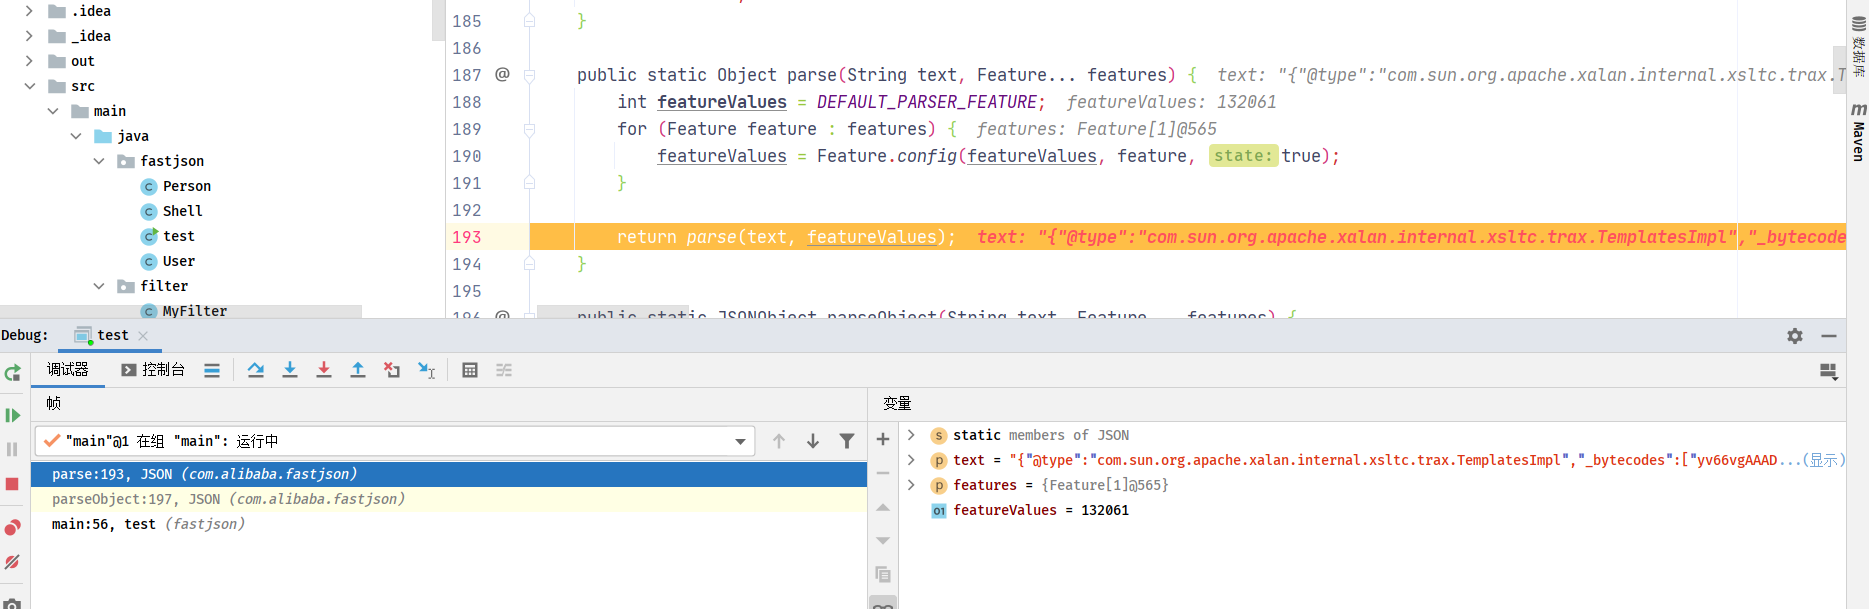 .idea
_idea
out
src
main
java
fastjson
Person
Shell
test
User
filter
MyFilter
185 }
186
187 @ public static Object parse(String text, Feature... features) { text: "{"@type":"com.sun.org.apache.xalan.internal.xsltc.trax.T
188 int featureValues = DEFAULT_PARSER_FEATURE; featureValues: 132061
189 for (Feature feature : features) { features: Feature[1]@565
190 featureValues = Feature.config(featureValues, feature, state: true);
191 }
192
193 return parse(text, featureValues); text: "{"@type":"com.sun.org.apache.xalan.internal.xsltc.trax.TemplatesImpl","_bytecode
194 }
195
196 @ public static JSONObject parseObject(String text, Feature... features) {
数据库
m Maven
Debug: test
调试器 控制台
帧
"main"@1 在组 "main": 运行中
parse:193, JSON (com.alibaba.fastjson)
parseObject:197, JSON (com.alibaba.fastjson)
main:56, test (fastjson)
变量
static members of JSON
text = "{"@type":"com.sun.org.apache.xalan.internal.xsltc.trax.TemplatesImpl","_bytecodes":["yv66vgAAAD...(显示)
features = {Feature[1]@565}
featureValues = 132061